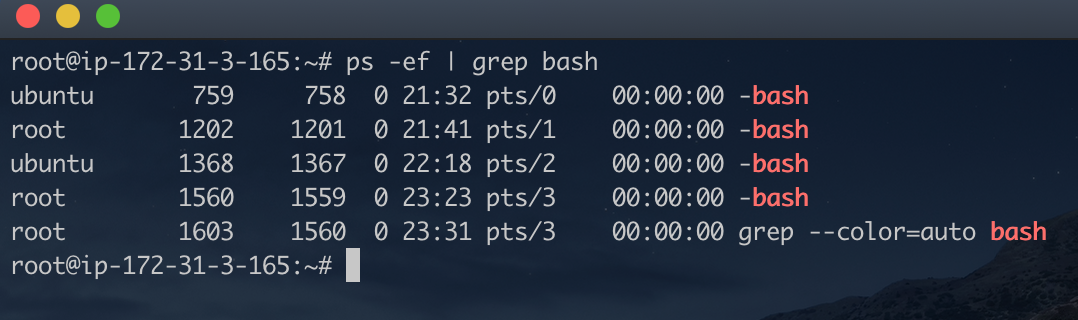 root@ip-172-31-3-165:~# ps -ef | grep bash
ubuntu       759     758  0 21:32 pts/0    00:00:00 -bash
root        1202    1201  0 21:41 pts/1    00:00:00 -bash
ubuntu      1368    1367  0 22:18 pts/2    00:00:00 -bash
root        1560    1559  0 23:23 pts/3    00:00:00 -bash
root        1603    1560  0 23:31 pts/3    00:00:00 grep --color=auto bash
root@ip-172-31-3-165:~#